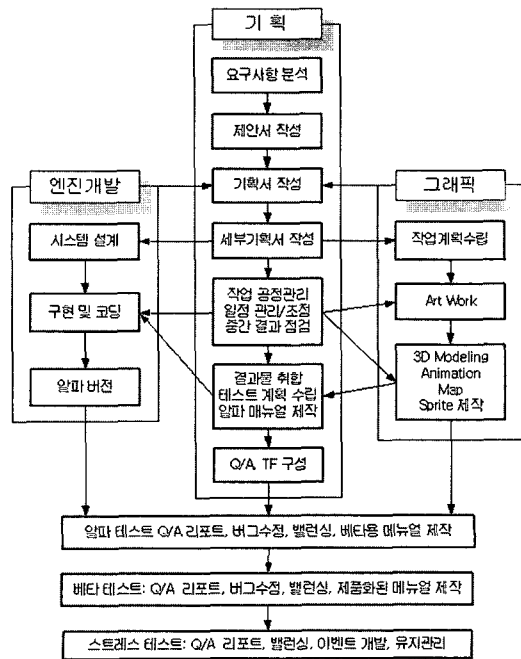 기 획
요구사항 분석
제안서 작성
엔진개발
기획서 작성
그래픽
시스템 설계
세부기획서 작성
작업계획수립
작업 공정관리
일정 관리/조정
중간 결과 점검
구현 및 코딩
Art Work
3D Modeling
Animation
Map
Sprite 제작
알파 버전
결과물 취합
테스트 계획 수립
알파 매뉴얼 제작
Q/A, TF 구성
알파 테스트 Q/A 리포트, 버그수정, 밸런싱, 베타용 메뉴얼 제작
베타 테스트: Q/A 리포트, 버그수정, 밸런싱, 제품화된 메뉴얼 제작
스트레스 테스트: Q/A 리포트, 밸런싱, 이벤트 개발, 유지관리